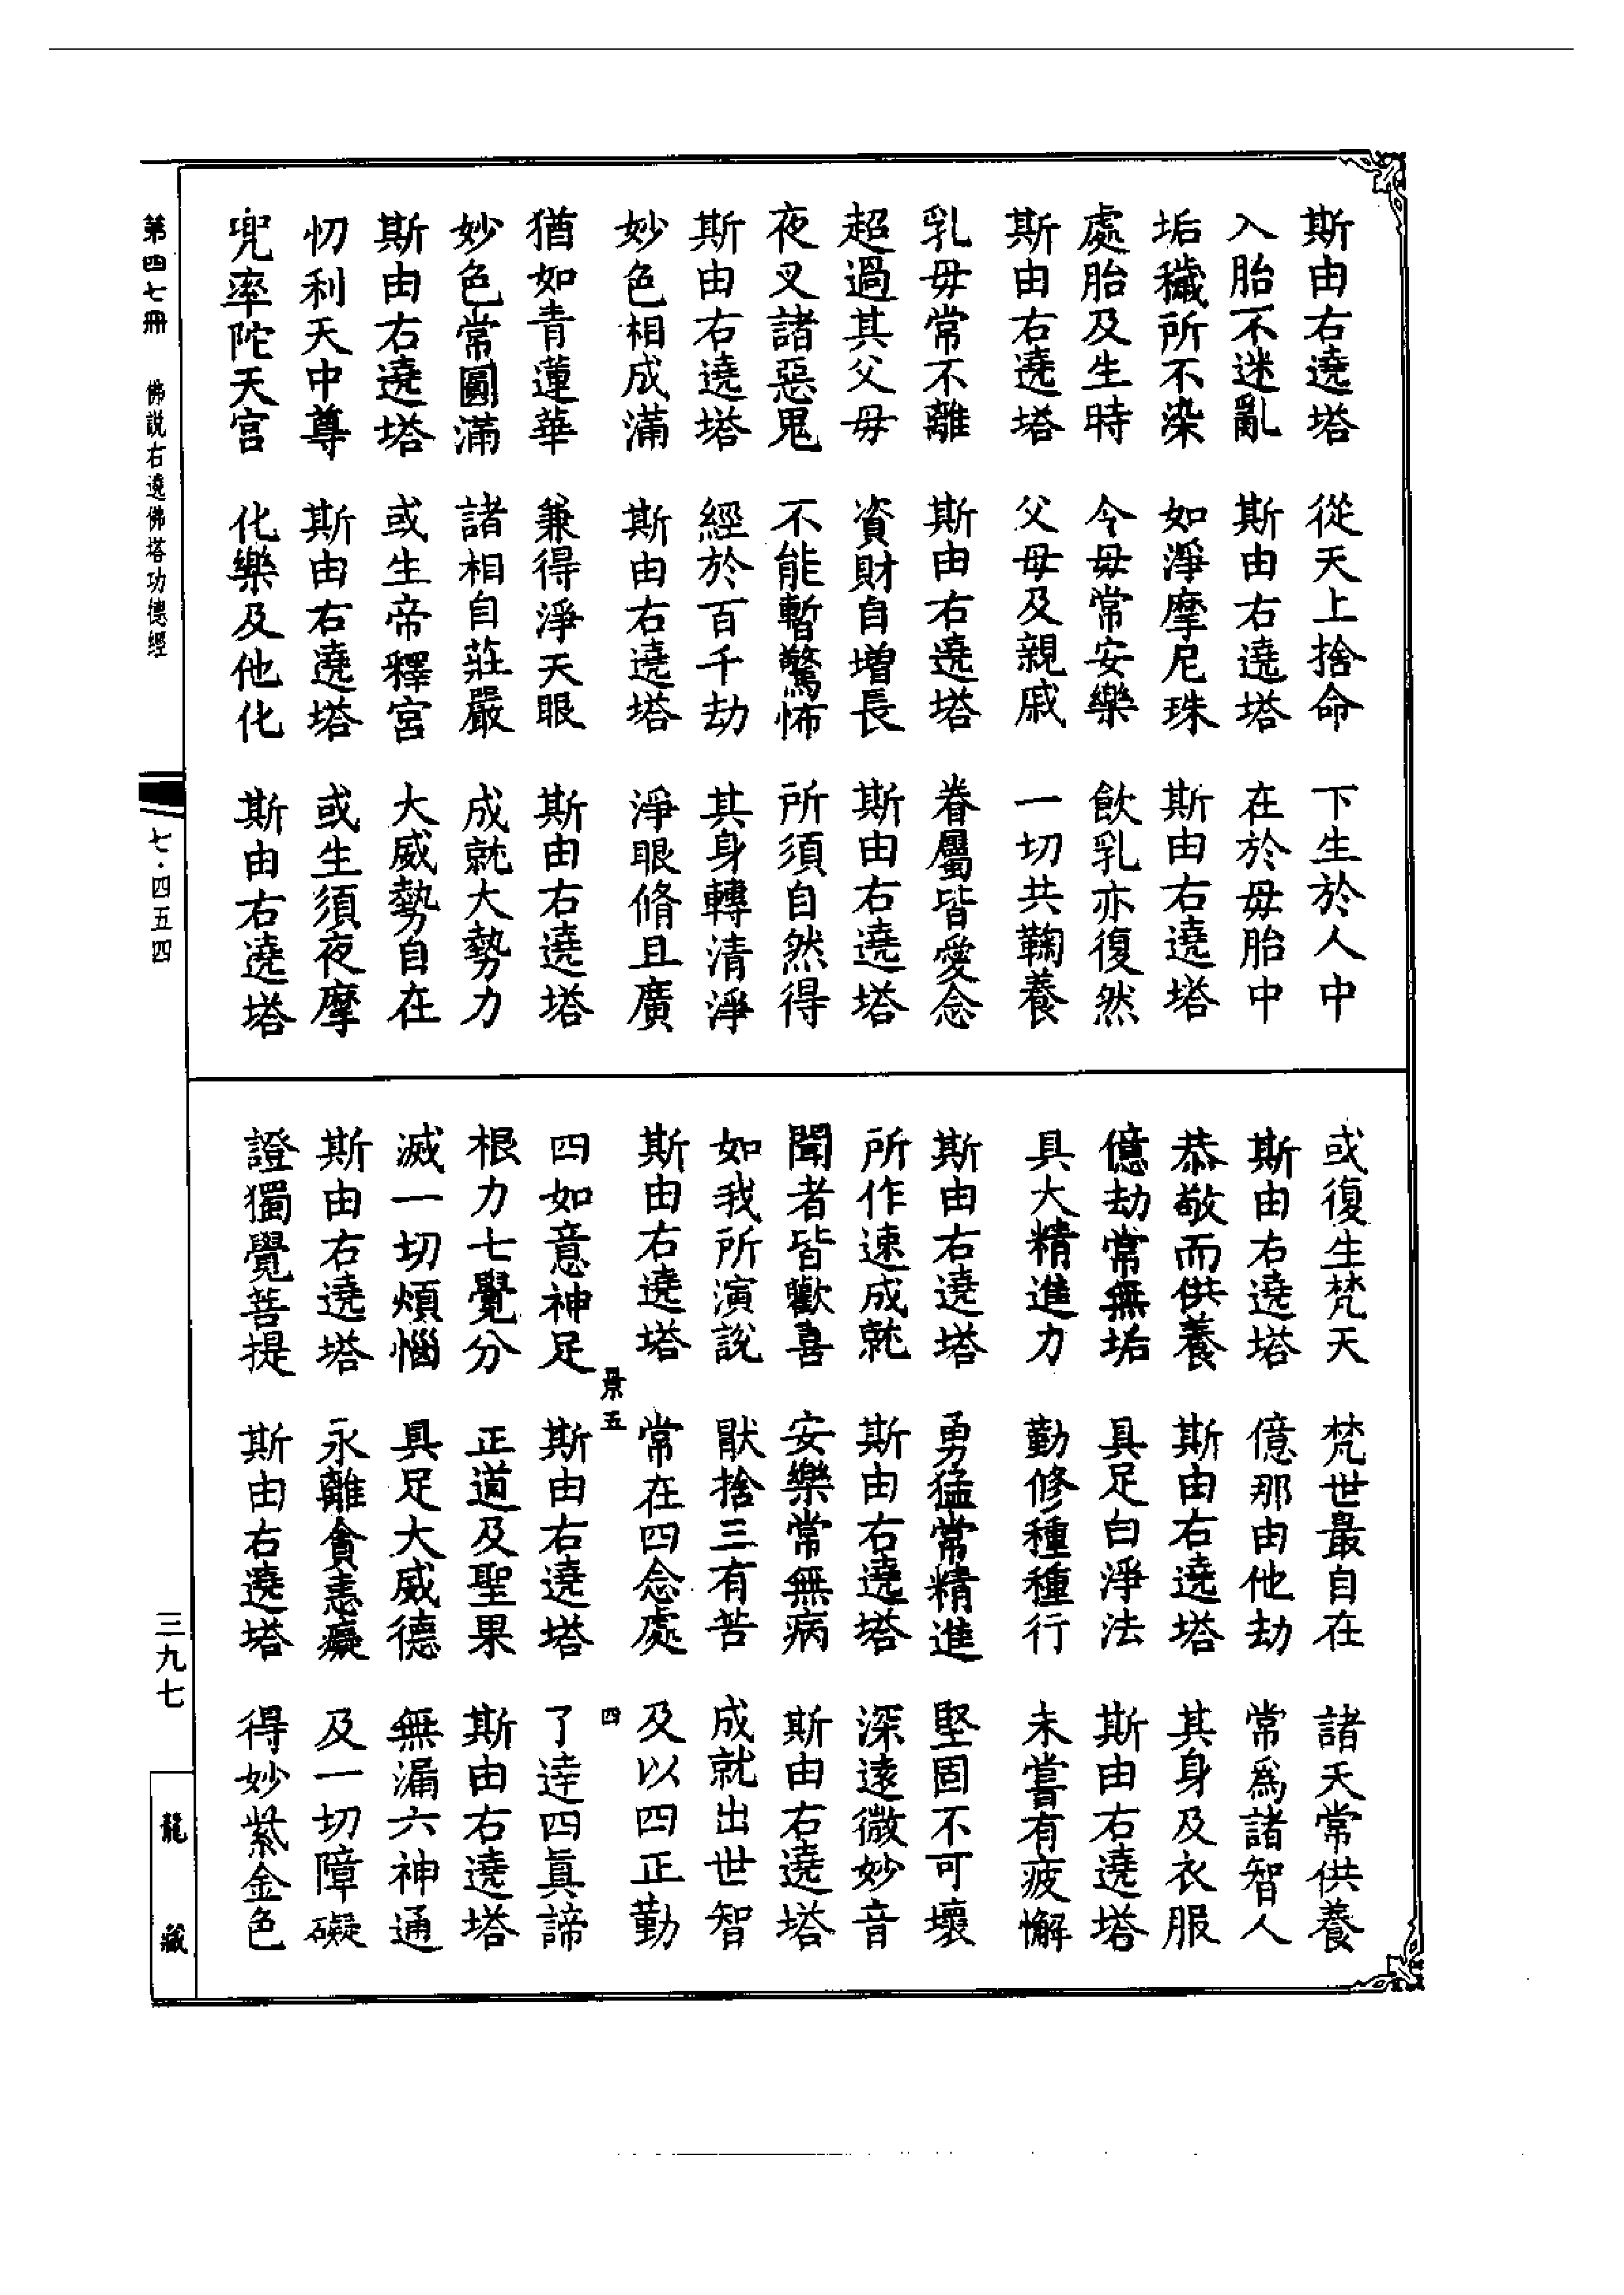 斯由右遶塔　從天上捨命　下生於人中
入胎不迷亂　斯由右遶塔　在於母胎中
垢穢所不染　如淨摩尼珠　斯由右遶塔
處胎及生時　令母常安樂　飲乳亦復然
斯由右遶塔　父母及親戚　一切共鞠養
乳母常不離　斯由右遶塔　眷屬皆愛念
超過其父母　資財自增長　斯由右遶塔
夜叉諸惡鬼　不能暫驚怖　所須自然得
斯由右遶塔　經於百千劫　其身轉清淨
妙色相成滿　斯由右遶塔　淨眼脩且廣
猶如青蓮華　兼得淨天眼　斯由右遶塔
妙色常圓滿　諸相自莊嚴　成就大勢力
斯由右遶塔　或生帝釋宮　大威勢自在
忉利天中尊　斯由右遶塔　或生須夜摩
兜率陀天宮　化樂及他化　斯由右遶塔
或復生梵天　梵世最自在　諸天常供養
斯由右遶塔　億那由他劫　常為諸智人
恭敬而供養　斯由右遶塔　其身及衣服
億劫常無垢　具足白淨法　斯由右遶塔
具大精進力　勤修種種行　未嘗有疲懈
斯由右遶塔　勇猛常精進　堅固不可壞
所作速成就　斯由右遶塔　深遠微妙音
聞者皆歡喜　安樂常無病　斯由右遶塔
如我所演說　猒捨三有苦　成就出世智
斯由右遶塔　常在四念處　及以四正勤
景五　四
四如意神足　斯由右遶塔　了達四真諦
根力七覺分　正道及聖果　斯由右遶塔
滅一切煩惱　具足大威德　無漏六神通
斯由右遶塔　永離貪恚癡　及一切障礙
證獨覺菩提　斯由右遶塔　得妙紫金色
第四七冊　佛説右遶佛塔功德經　七·四五四　三九七　龍藏